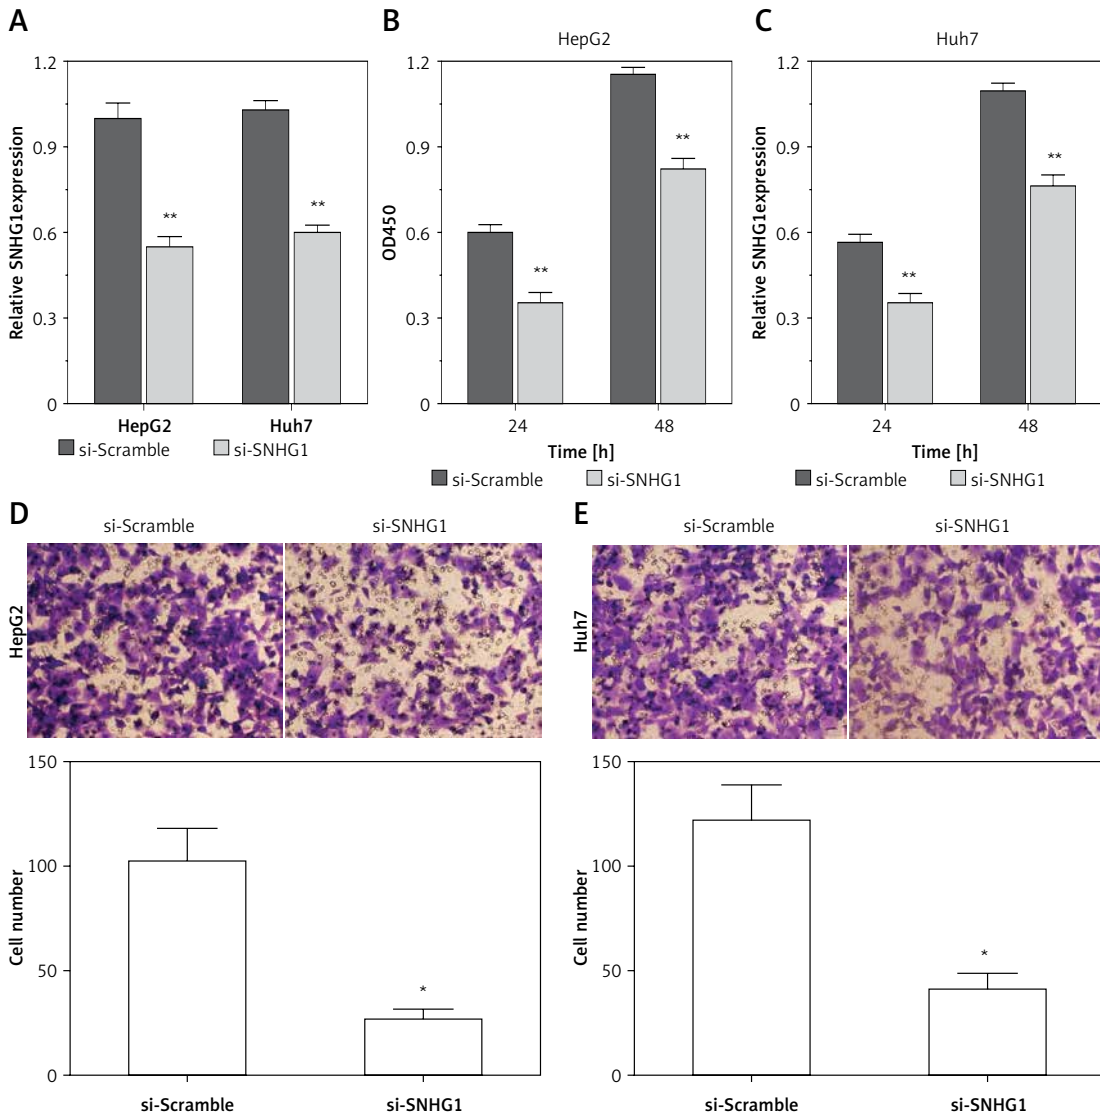 A
Relative SNHG1expression
1.2
0.9
0.6
0.3
0
**
**
HepG2 Huh7
si-Scramble si-SNHG1
B
HepG2
OD450
1.2
0.9
0.6
0.3
0
**
**
24 48
Time [h]
si-Scramble si-SNHG1
C
Huh7
Relative SNHG1expression
1.2
0.9
0.6
0.3
0
**
**
24 48
Time [h]
si-Scramble si-SNHG1
D
si-Scramble si-SNHG1
HepG2
Cell number
150
100
50
0
*
si-Scramble si-SNHG1
E
si-Scramble si-SNHG1
Huh7
Cell number
150
100
50
0
*
si-Scramble si-SNHG1